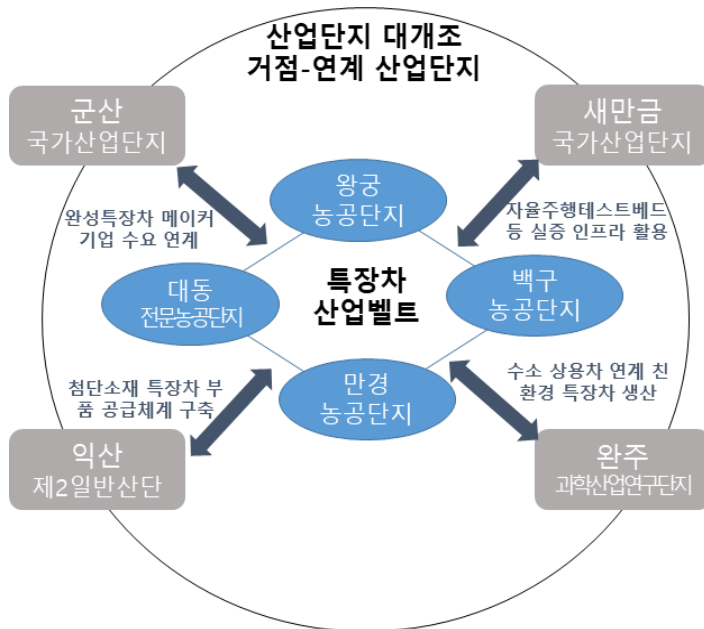 산업단지 대개조
거점-연계 산업단지
군산
국가산업단지
새만금
국가산업단지
왕궁
농공단지
완성특장차 메이커
기업 수요 연계
자율주행테스트베드
등 실증 인프라 활용
대동
전문농공단지
특장차
산업벨트
백구
농공단지
첨단소재 특장차 부
품 공급체계 구축
만경
농공단지
수소 상용차 연계 친
환경 특장차 생산
익산
제2일반산단
완주
과학산업연구단지